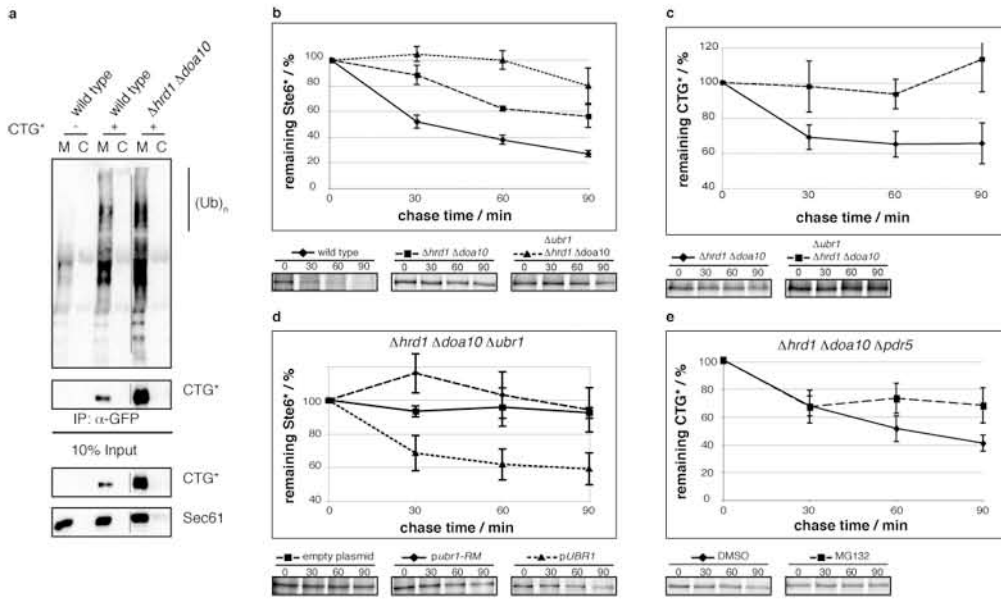 a
wild type
wild type
Δhrd1 Δdoa10
CTG*
- + +
M C M C M C
(Ub)n
CTG*
IP: α-GFP
10% Input
CTG*
Sec61
b
remaining Ste6* / %
100
80
60
40
20
0
0 30 60 90
chase time / min
wild type
0 30 60 90
Δhrd1 Δdoa10
0 30 60 90
Δubr1
Δhrd1 Δdoa10
0 30 60 90
c
remaining CTG* / %
120
100
80
60
40
0 30 60 90
chase time / min
Δhrd1 Δdoa10
0 30 60 90
Δubr1
Δhrd1 Δdoa10
0 30 60 90
d
Δhrd1 Δdoa10 Δubr1
remaining Ste6* / %
100
80
60
40
0 30 60 90
chase time / min
empty plasmid
0 30 60 90
pubr1-RM
0 30 60 90
pUBR1
0 30 60 90
e
Δhrd1 Δdoa10 Δpdr5
remaining CTG* / %
100
80
60
40
20
0
0 30 60 90
chase time / min
DMSO
0 30 60 90
MG132
0 30 60 90